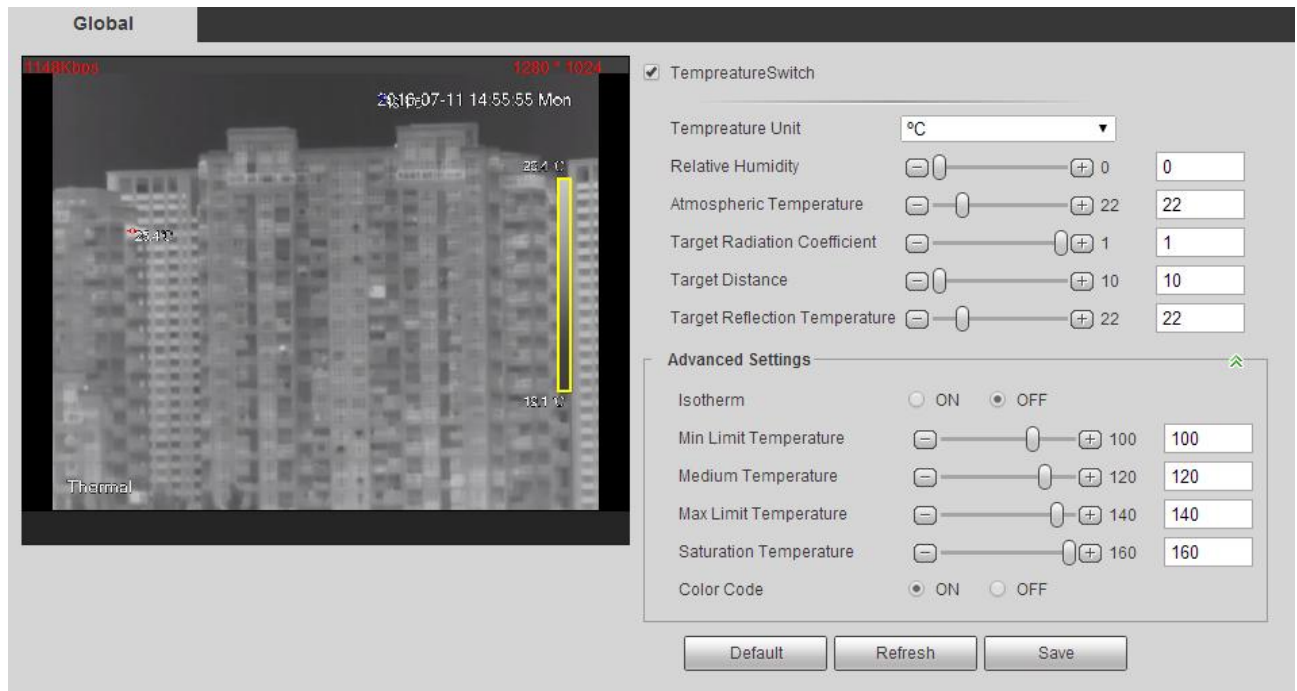 Global
1148Kbps
1280 * 1024
2016-07-11 14:55:55 Mon
Thermal
TempreatureSwitch
Tempreature Unit ºC
Relative Humidity 0 0
Atmospheric Temperature 22 22
Target Radiation Coefficient 1 1
Target Distance 10 10
Target Reflection Temperature 22 22
Advanced Settings
Isotherm ON OFF
Min Limit Temperature 100 100
Medium Temperature 120 120
Max Limit Temperature 140 140
Saturation Temperature 160 160
Color Code ON OFF
Default Refresh Save